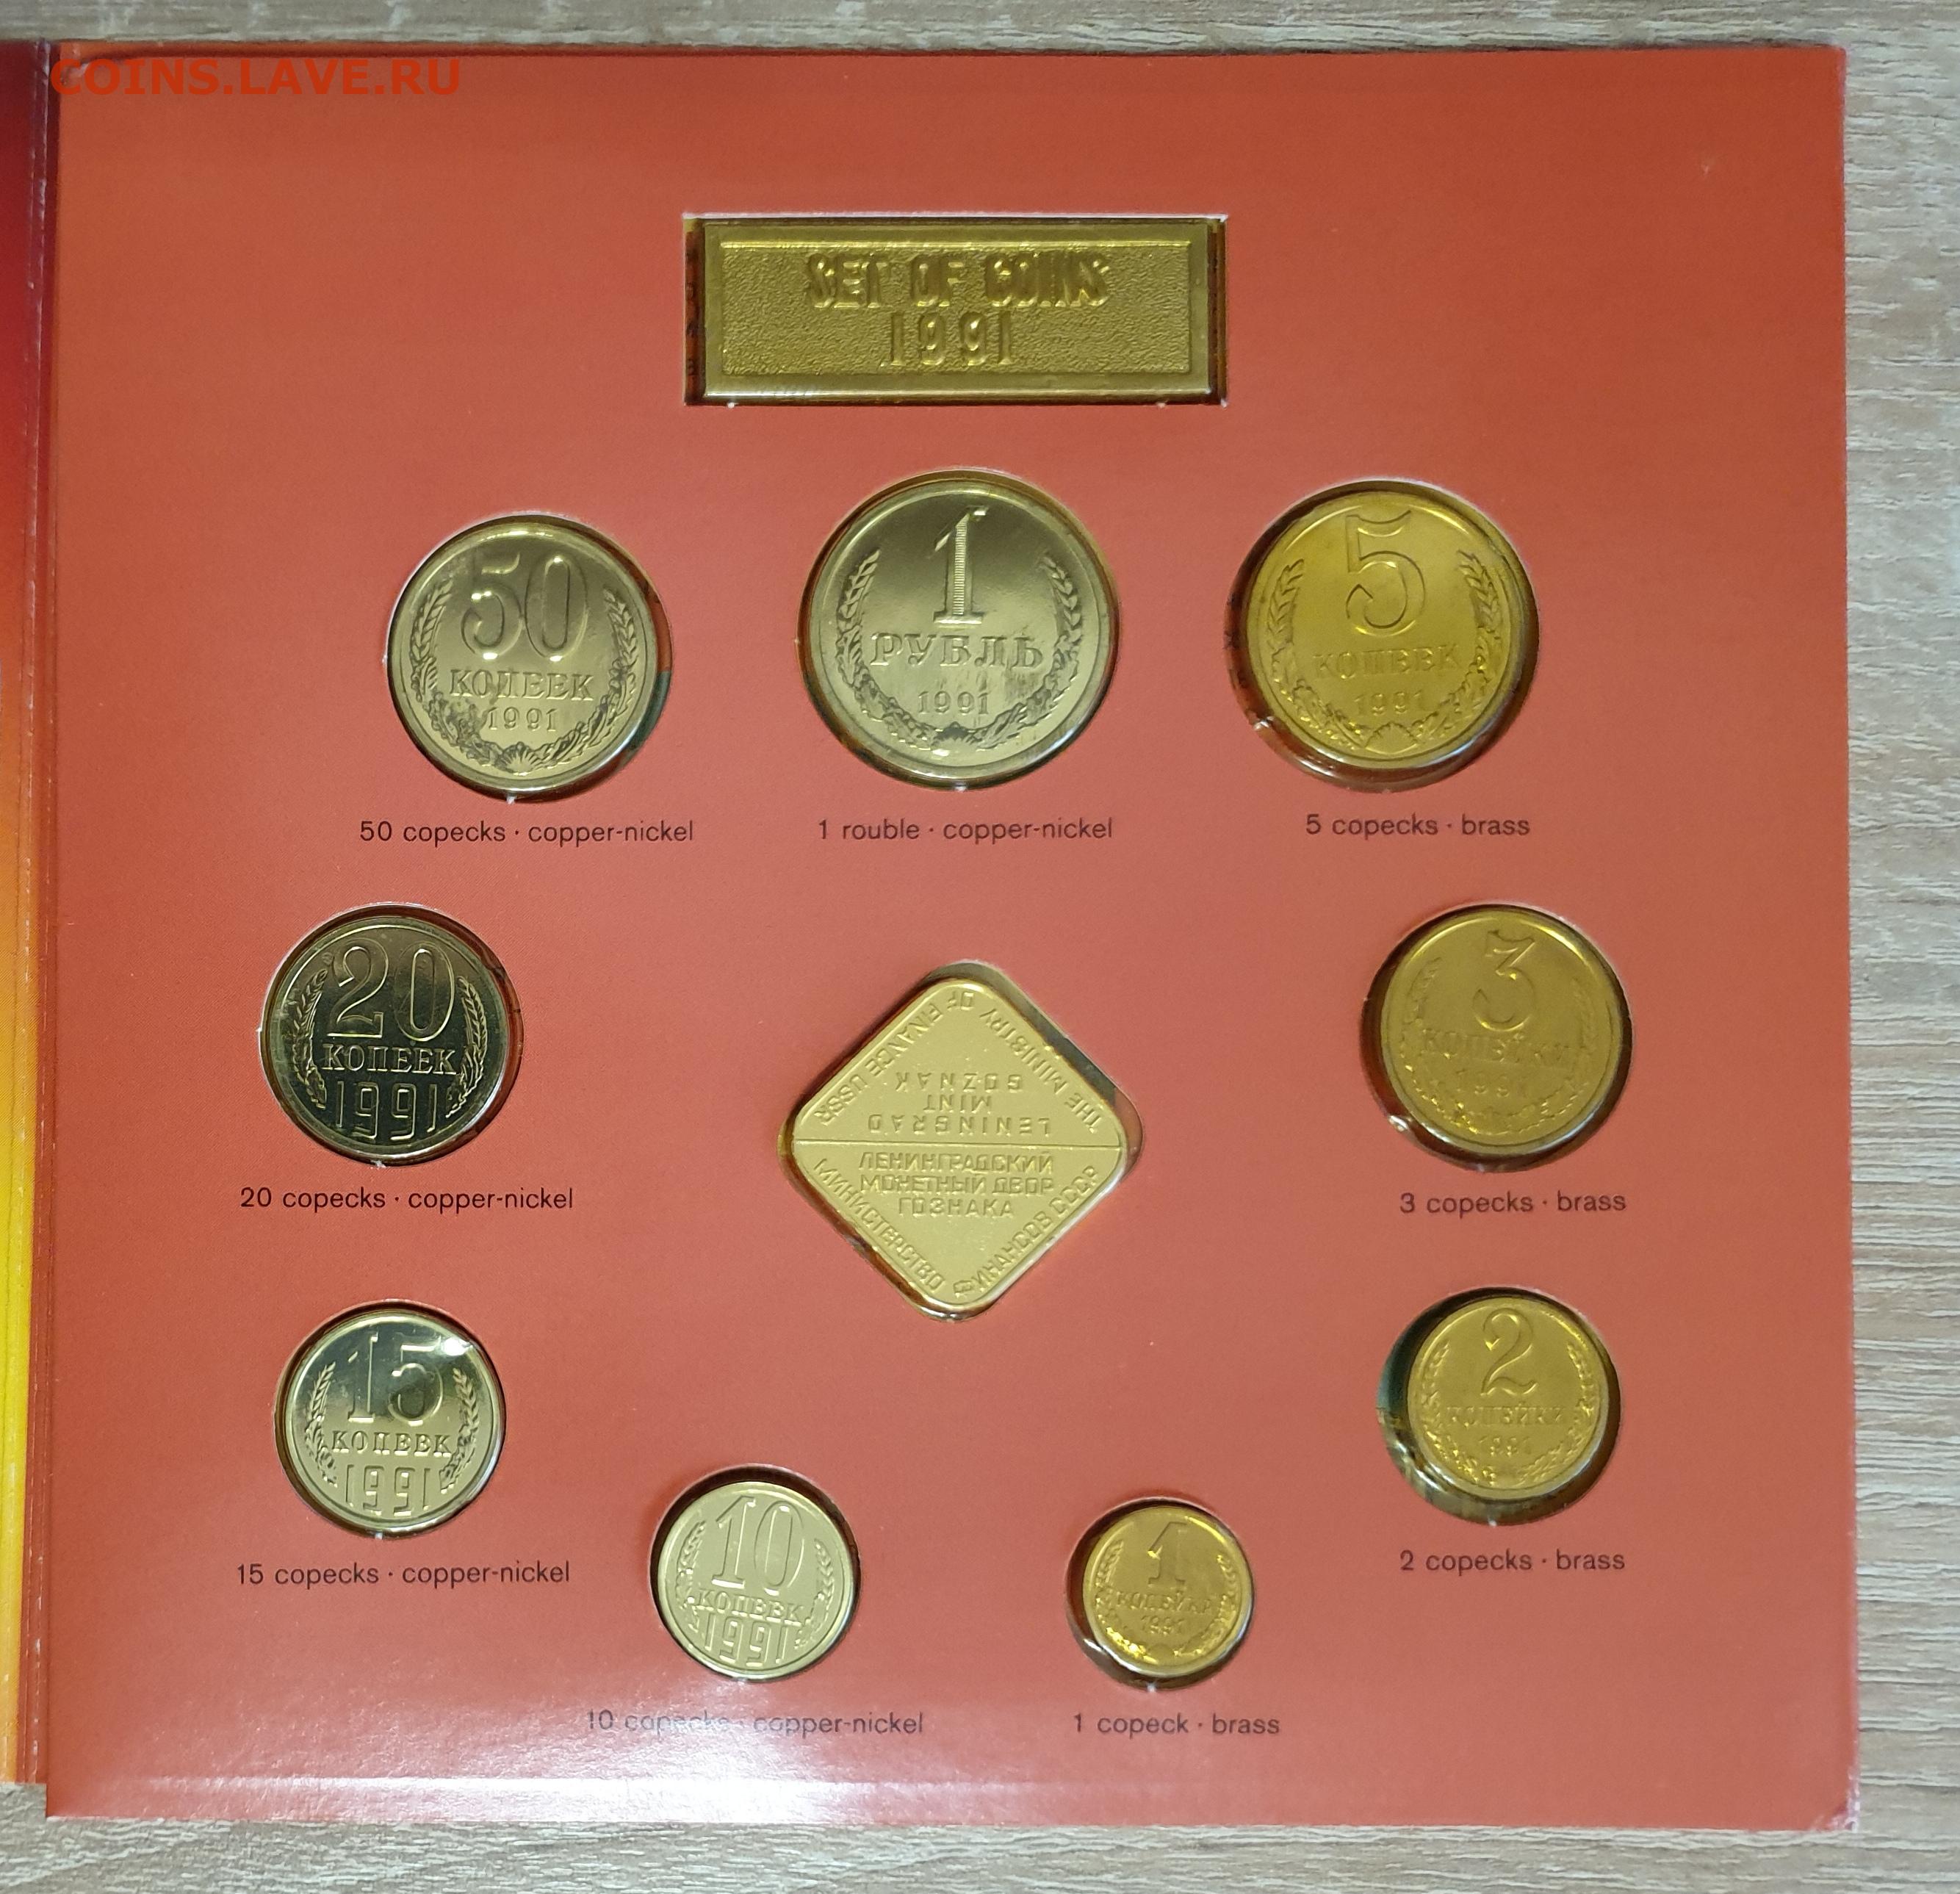 COINS.LAVE.RU
SET OF COINS
1991
50
КОПЕЕК
1991
50 copecks · copper-nickel
1
РУБЛЬ
1991
1 rouble · copper-nickel
5
КОПЕЕК
1991
5 copecks · brass
20
КОПЕЕК
1991
20 copecks · copper-nickel
THE MINISTRY OF FINANCE USSR
LENINGRAD
MINT
GOZNAK
ЛЕНИНГРАДСКИЙ
МОНЕТНЫЙ ДВОР
ГОЗНАКА
МИНИСТЕРСТВО ФИНАНСОВ СССР
3
КОПЕЙКИ
1991
3 copecks · brass
15
КОПЕЕК
1991
15 copecks · copper-nickel
2
КОПЕЙКИ
1991
2 copecks · brass
10
КОПЕЕК
1991
10 copecks · copper-nickel
1
КОПЕЙКА
1991
1 copeck · brass